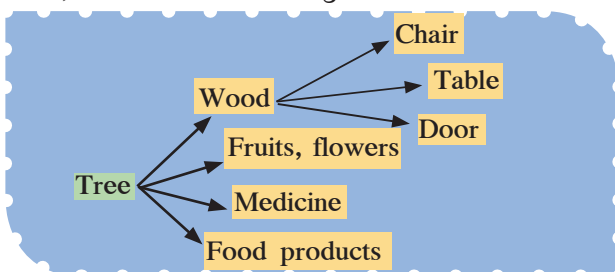 Chair
Table
Wood
Door
Fruits, flowers
Tree
Medicine
Food products